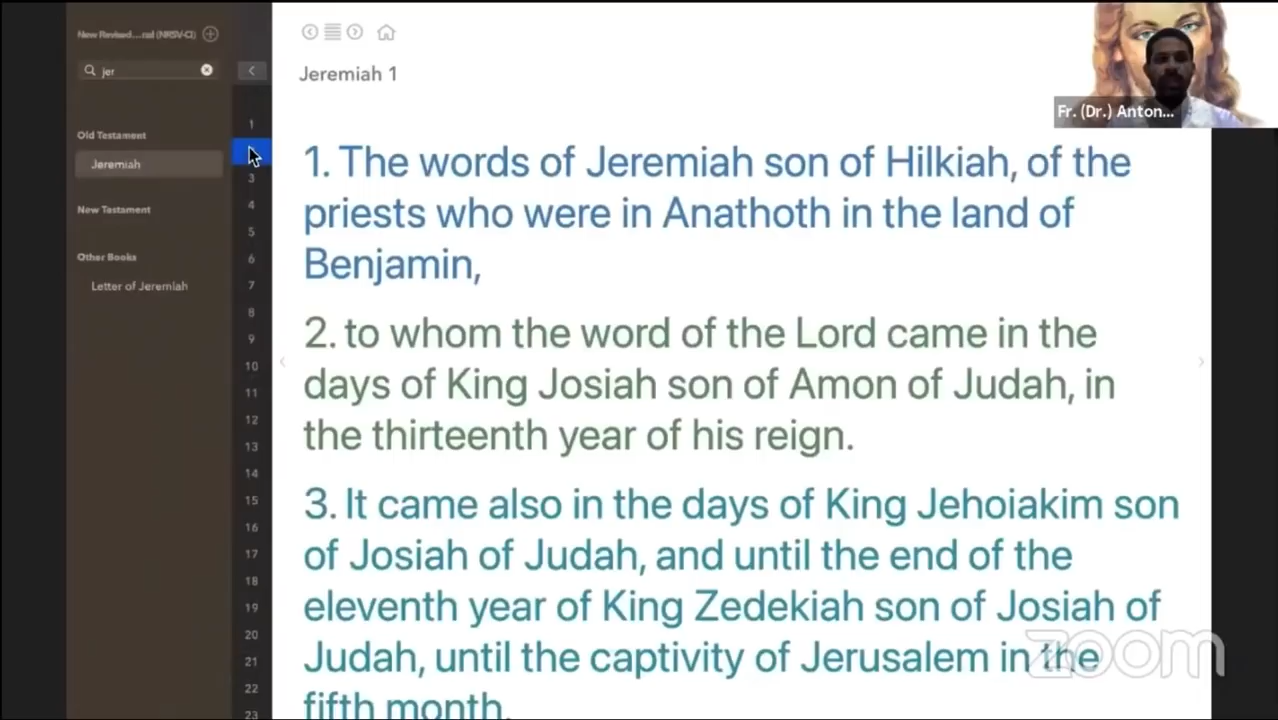 New Revised....ral (NRSV-CI)
jer
Old Testament
Jeremiah
New Testament
Other Books
Letter of Jeremiah
1
3
4
5
6
7
8
9
10
11
12
13
14
15
16
17
18
19
20
21
22
23
Jeremiah 1
1. The words of Jeremiah son of Hilkiah, of the
priests who were in Anathoth in the land of
Benjamin,
2. to whom the word of the Lord came in the
days of King Josiah son of Amon of Judah, in
the thirteenth year of his reign.
3. It came also in the days of King Jehoiakim son
of Josiah of Judah, and until the end of the
eleventh year of King Zedekiah son of Josiah of
Judah, until the captivity of Jerusalem in the
fifth month.
Fr. (Dr.) Anton...
zoom